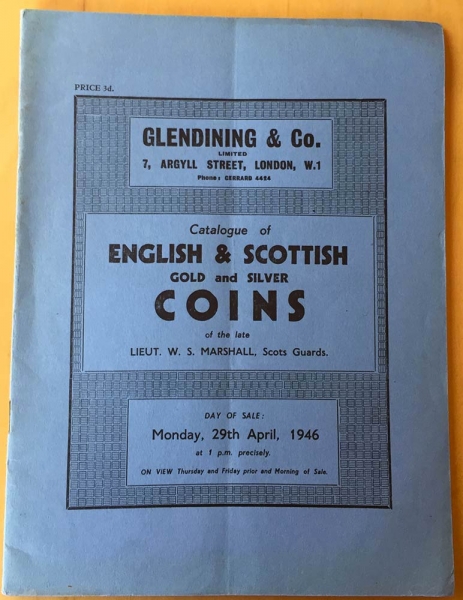 PRICE 3d.
GLENDINING & Co.
LIMITED
7, ARGYLL STREET, LONDON, W.1
Phone: GERRARD 4424
Catalogue of
ENGLISH & SCOTTISH
GOLD and SILVER
COINS
of the late
LIEUT. W. S. MARSHALL, Scots Guards.
DAY OF SALE:
Monday, 29th April, 1946
at 1 p.m. precisely.
ON VIEW Thursday and Friday prior and Morning of Sale.